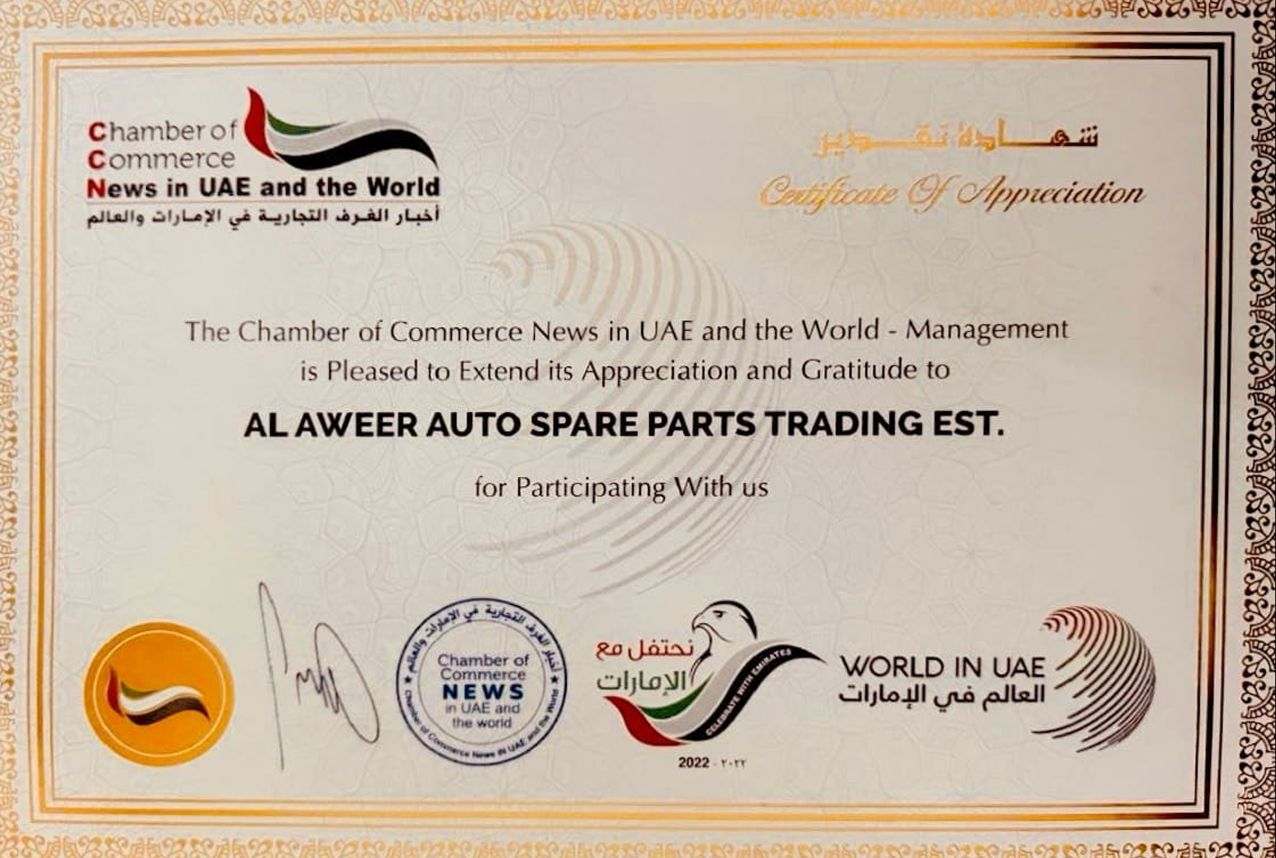 Chamber of
Commerce
News in UAE and the World
أخبار الغرف التجارية في الإمارات والعالم
شهادة تقدير
Certificate Of Appreciation
The Chamber of Commerce News in UAE and the World - Management
is Pleased to Extend its Appreciation and Gratitude to
AL AWEER AUTO SPARE PARTS TRADING EST.
for Participating With us
أخبار الغرف التجارية في الإمارات والعالم
Chamber of
Commerce
NEWS
in UAE and
the world
Chamber of Commerce News IN UAE and the World
نحتفل مع
الإمارات
CELEBRATE WITH EMIRATES
2022 - ٢٠٢٢
WORLD IN UAE
العالم في الإمارات